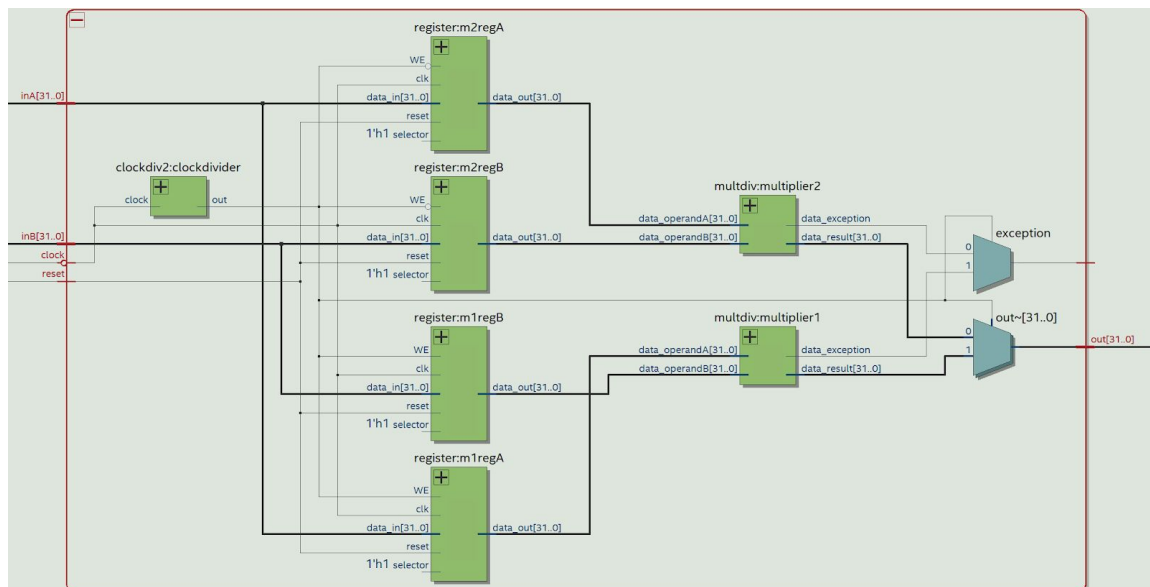 register:m2regA
WE
clk
inA[31..0]
data_in[31..0]
data_out[31..0]
reset
1'h1 selector
clockdiv2:clockdivider
clock
out
register:m2regB
WE
clk
inB[31..0]
data_in[31..0]
data_out[31..0]
clock
reset
reset
1'h1 selector
multdiv:multiplier2
data_operandA[31..0]
data_exception
data_operandB[31..0]
data_result[31..0]
exception
0
1
register:m1regB
WE
clk
data_in[31..0]
data_out[31..0]
reset
1'h1 selector
multdiv:multiplier1
data_operandA[31..0]
data_exception
data_operandB[31..0]
data_result[31..0]
out~[31..0]
0
1
out[31..0]
register:m1regA
WE
clk
data_in[31..0]
data_out[31..0]
reset
1'h1 selector